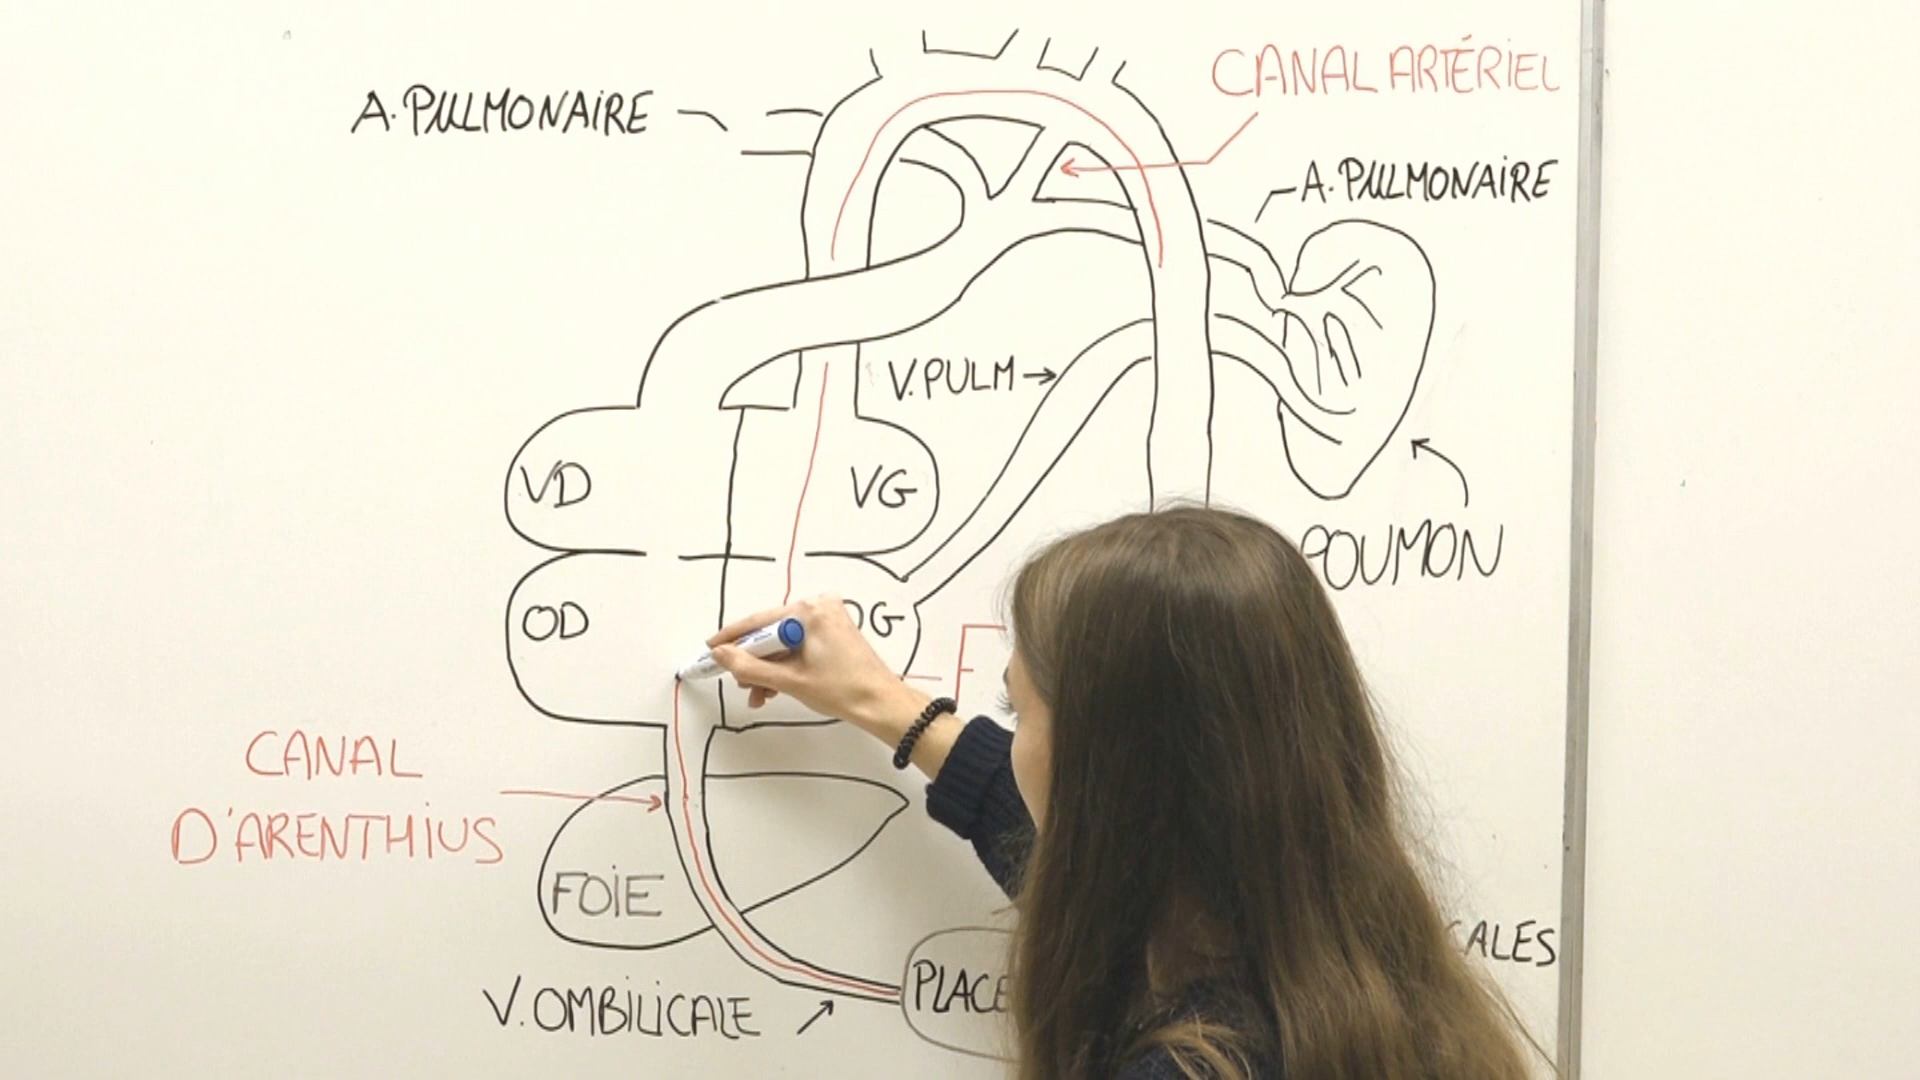 CANAL ARTÉRIEL
A. PULMONAIRE
A. PULMONAIRE
V. PULM
VD
VG
POUMON
OD
OG
CANAL
D'ARENTHIUS
FOIE
V. OMBILICALE